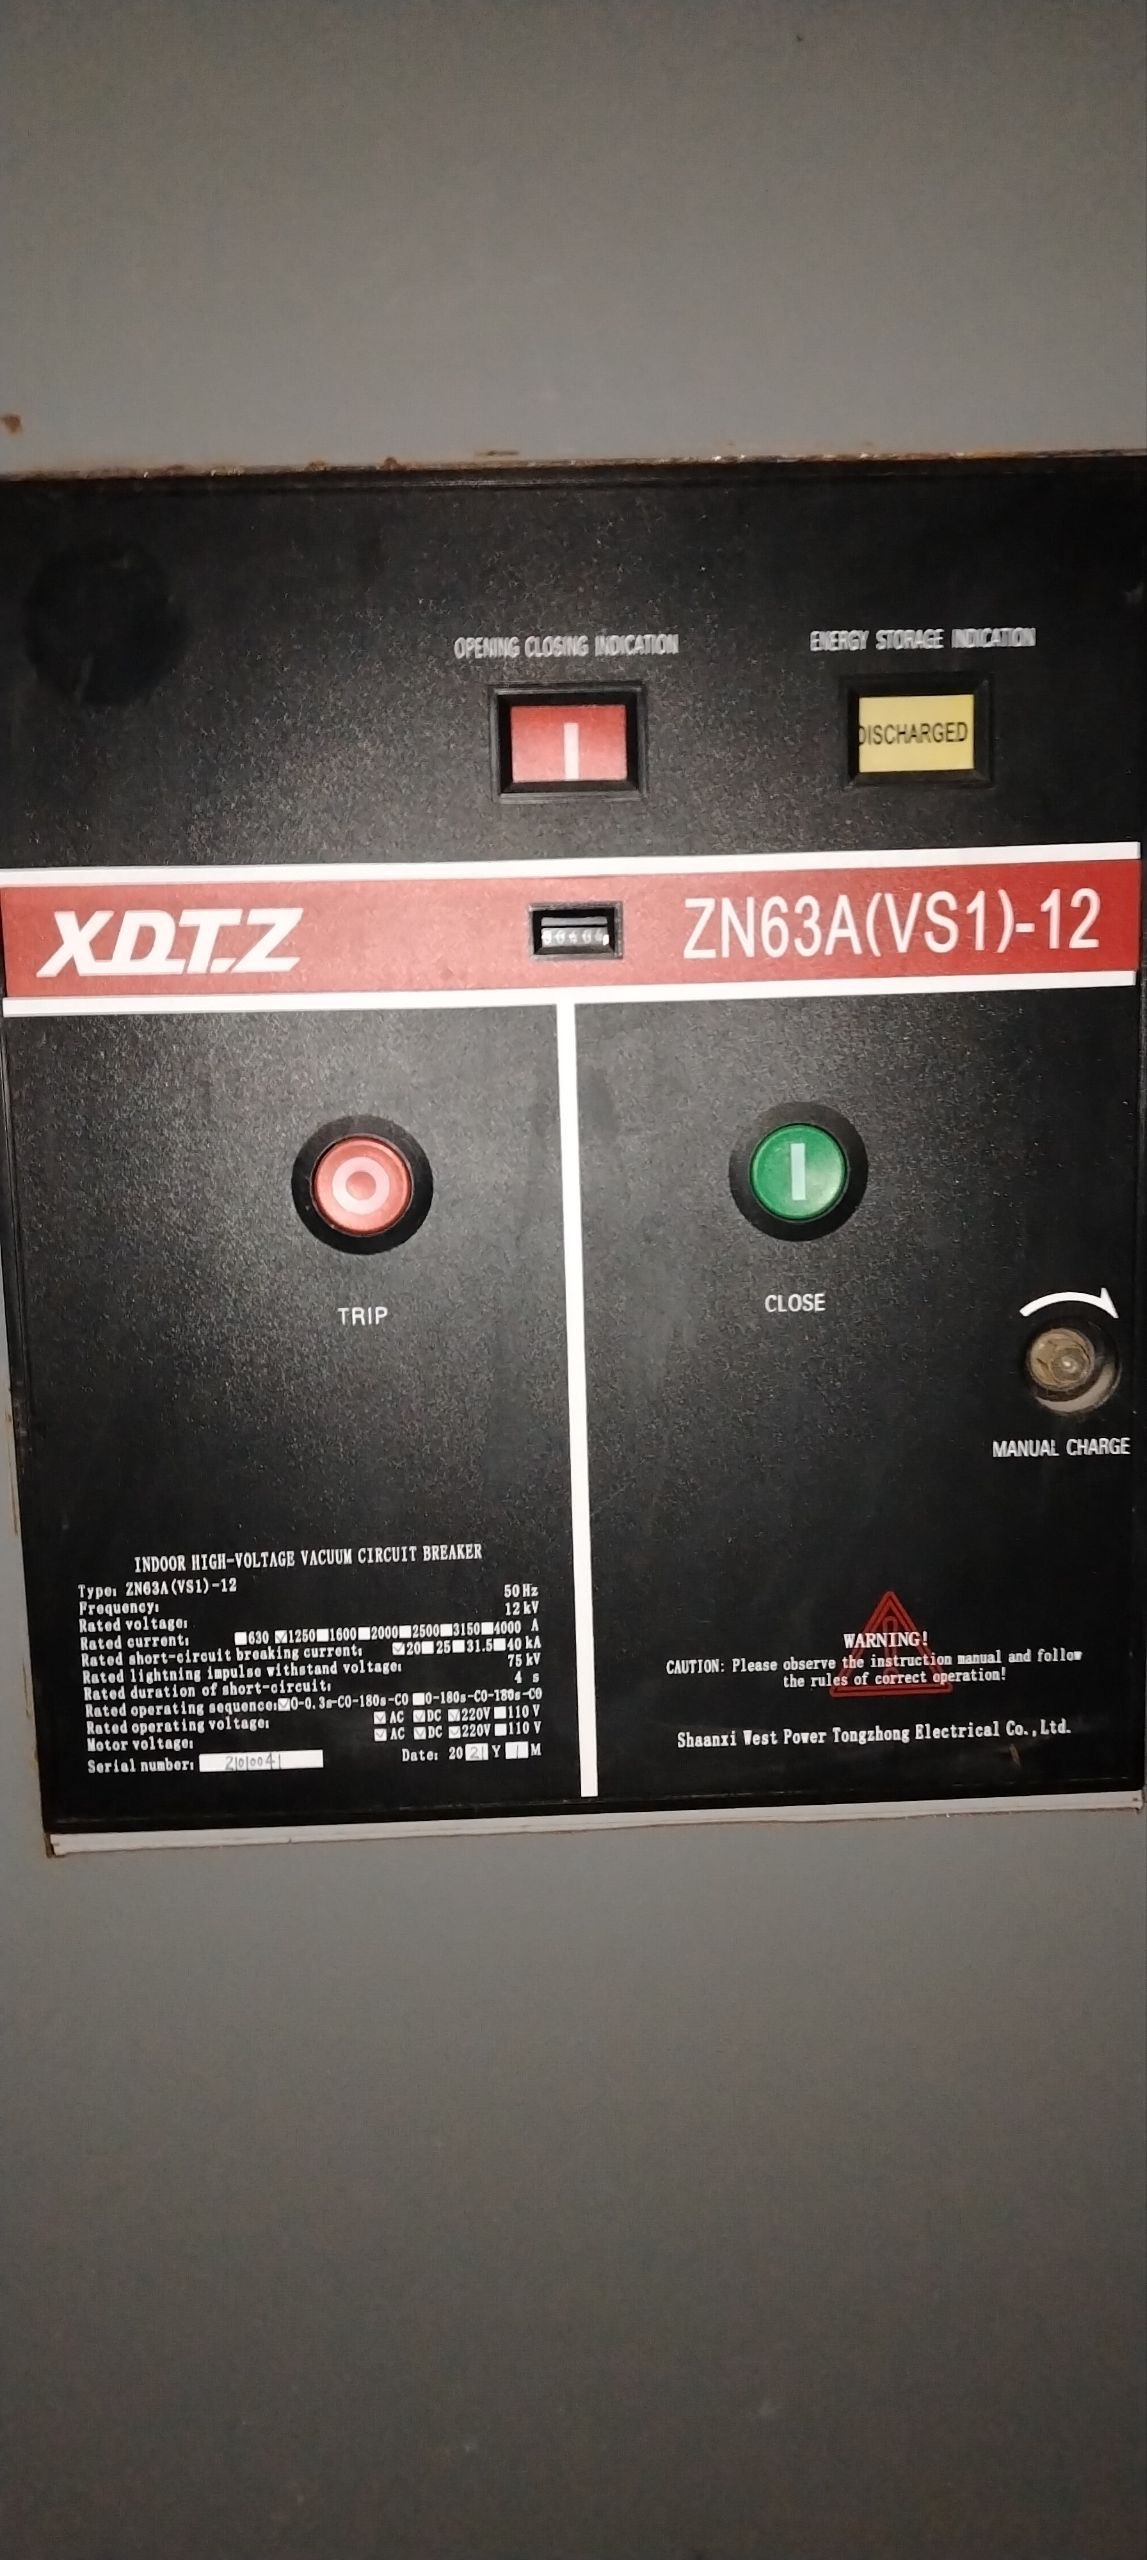 OPENING CLOSING INDICATION
ENERGY STORAGE INDICATION
I
DISCHARGED
XDTZ
ZN63A(VS1)-12
O
I
TRIP
CLOSE
MANUAL CHARGE
INDOOR HIGH-VOLTAGE VACUUM CIRCUIT BREAKER
Type: ZN63A(VS1)-12
Frequency: 50Hz
Rated voltage: 12kV
Rated current: 630 1250 1600 2000 2500 3150 4000 A
Rated short-circuit breaking current: 20 25 31.5 40 kA
Rated lightning impulse withstand voltage: 75 kV
Rated duration of short-circuit: 4 s
Rated operating sequence: O-0.3s-CO-180s-CO O-180s-CO-180s-CO
Rated operating voltage: AC DC 220V 110 V
Motor voltage: AC DC 220V 110 V
Serial number:
Date: 20 21 Y 1 M
WARNING!
CAUTION: Please observe the instruction manual and follow
the rules of correct operation!
Shaanxi West Power Tongzhong Electrical Co.,Ltd.